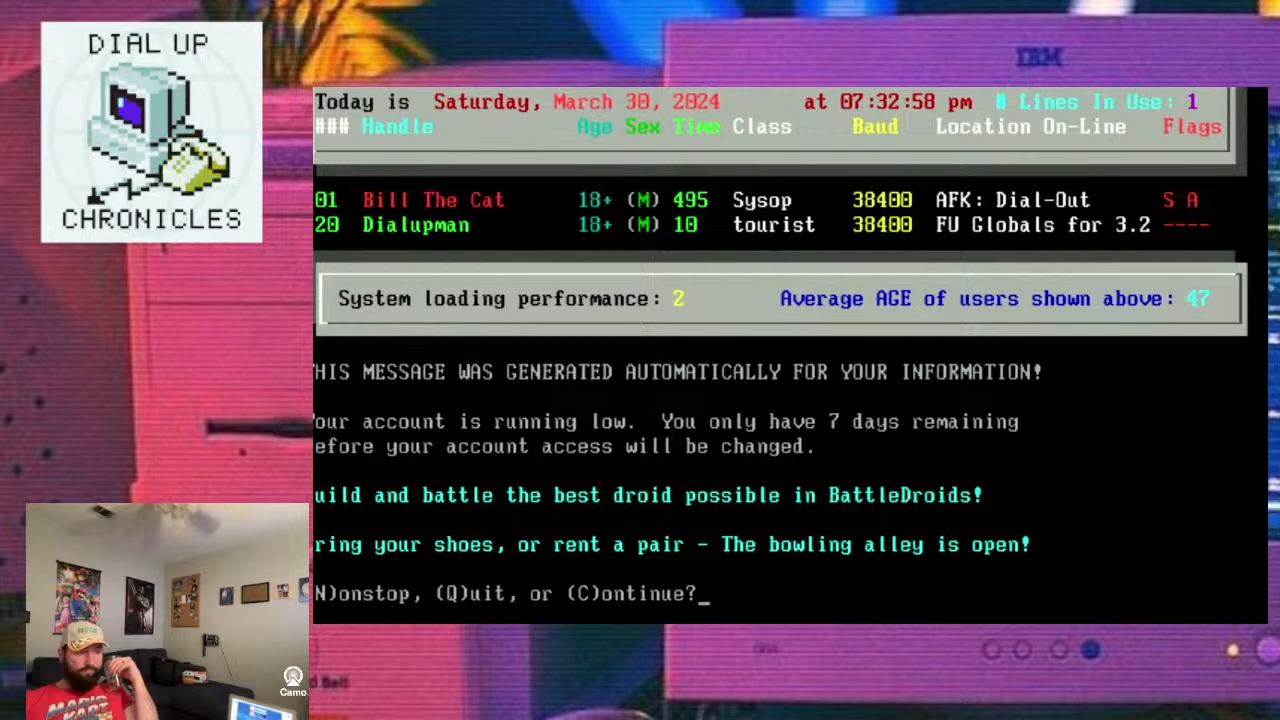 DIAL UP
CHRONICLES
IBM
Today is Saturday, March 30, 2024 at 07:32:58 pm # Lines In Use: 1
### Handle Age Sex Time Class Baud Location On-Line Flags
01 Bill The Cat 18+ (M) 495 Sysop 38400 AFK: Dial-Out S A
20 Dialupman 18+ (M) 10 tourist 38400 FU Globals for 3.2 ----
System loading performance: 2 Average AGE of users shown above: 47
HIS MESSAGE WAS GENERATED AUTOMATICALLY FOR YOUR INFORMATION!
our account is running low. You only have 7 days remaining
efore your account access will be changed.
uild and battle the best droid possible in BattleDroids!
ring your shoes, or rent a pair - The bowling alley is open!
N)onstop, (Q)uit, or (C)ontinue?_
Camo
MARIO
KART